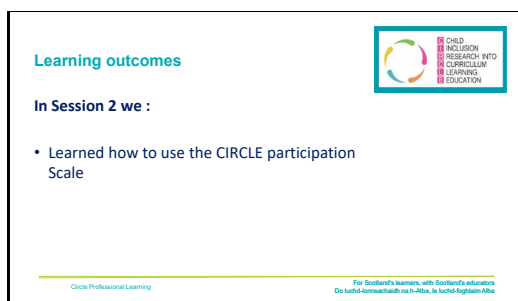 Learning outcomes
CHILD
INCLUSION
RESEARCH INTO
CURRICULUM
LEARNING
EDUCATION
In Session 2 we :
• Learned how to use the CIRCLE participation
Scale
Circle Professional Learning
For Scotland's learners, with Scotland's educators
Do luchd-ionnsachaidh na h-Alba, le luchd-foghlaim Alba